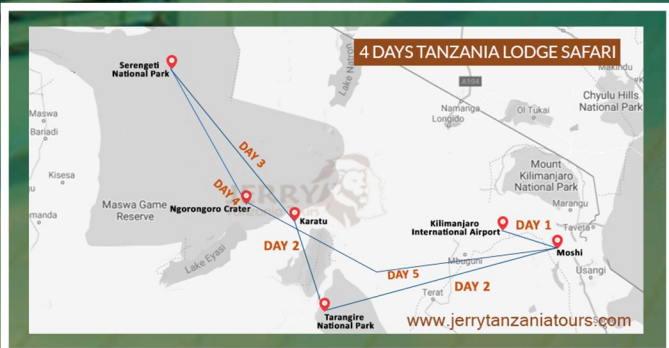 4 DAYS TANZANIA LODGE SAFARI
Serengeti
National Park
Lake Natron
A104
Makindu
Chyulu Hills
National Park
Namanga
Longido
Ol Tukai
Maswa
Bariadi
Kisesa
manda
Maswa Game
Reserve
DAY 3
DAY 4
JERRY
Ngorongoro Crater
Karatu
Lake Eyasi
DAY 2
Mount
Kilimanjaro
National Park
Marangu
Taveta
Kilimanjaro
International Airport
DAY 1
Moshi
Mbuguni
Usangi
DAY 5
DAY 2
Terat
Tarangire
National Park
www.jerrytanzaniatours.com
Same